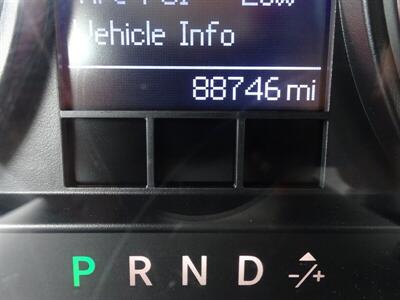 Vehicle Info
88746 mi
P R N D -/+